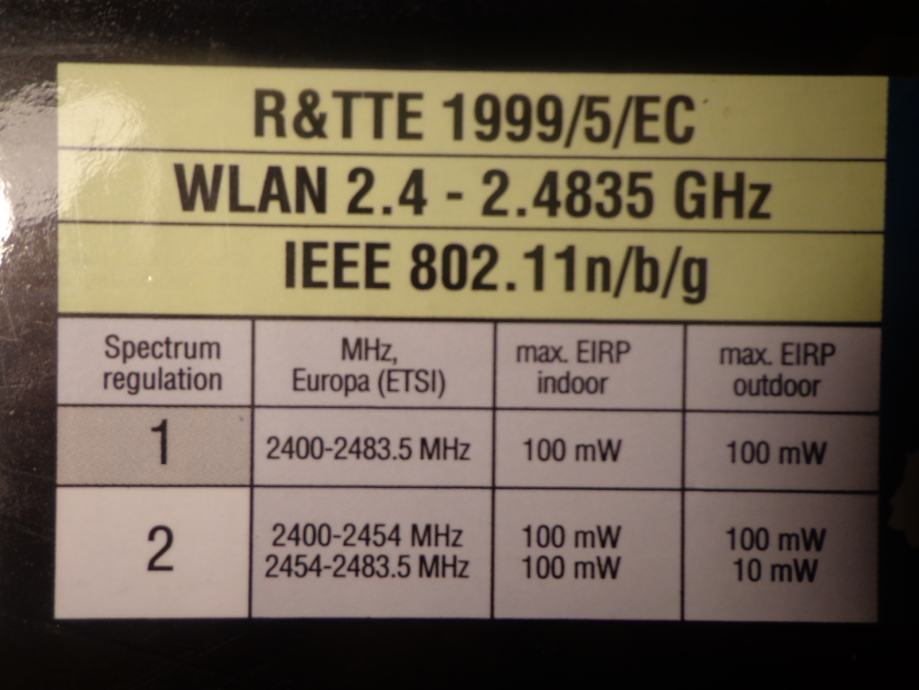 R&TTE 1999/5/EC
WLAN 2.4 - 2.4835 GHz
IEEE 802.11n/b/g
Spectrum regulation
MHz, Europa (ETSI)
max. EIRP indoor
max. EIRP outdoor
1 2400-2483.5 MHz 100 mW 100 mW
2 2400-2454 MHz 100 mW 100 mW
2454-2483.5 MHz 100 mW 10 mW